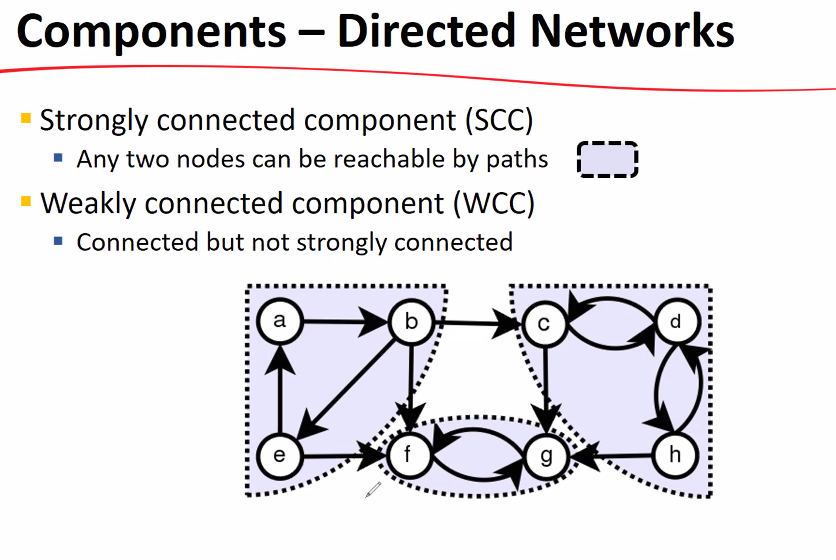 Components – Directed Networks
Strongly connected component (SCC)
Any two nodes can be reachable by paths
Weakly connected component (WCC)
Connected but not strongly connected
a b c d
e f g h